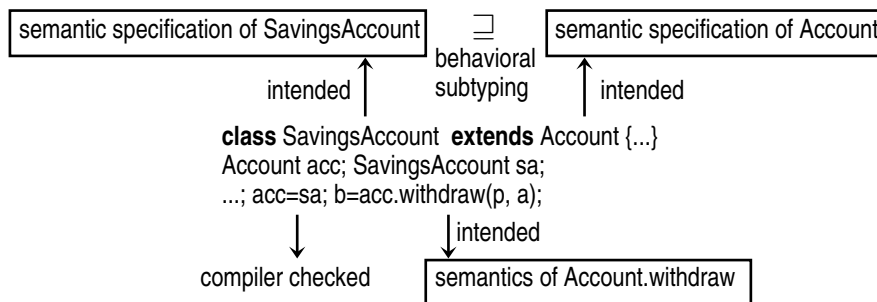 semantic specification of SavingsAccount ⊒ semantic specification of Account
behavioral
subtyping
intended intended
class SavingsAccount extends Account {...}
Account acc; SavingsAccount sa;
...; acc=sa; b=acc.withdraw(p, a);
intended
compiler checked semantics of Account.withdraw